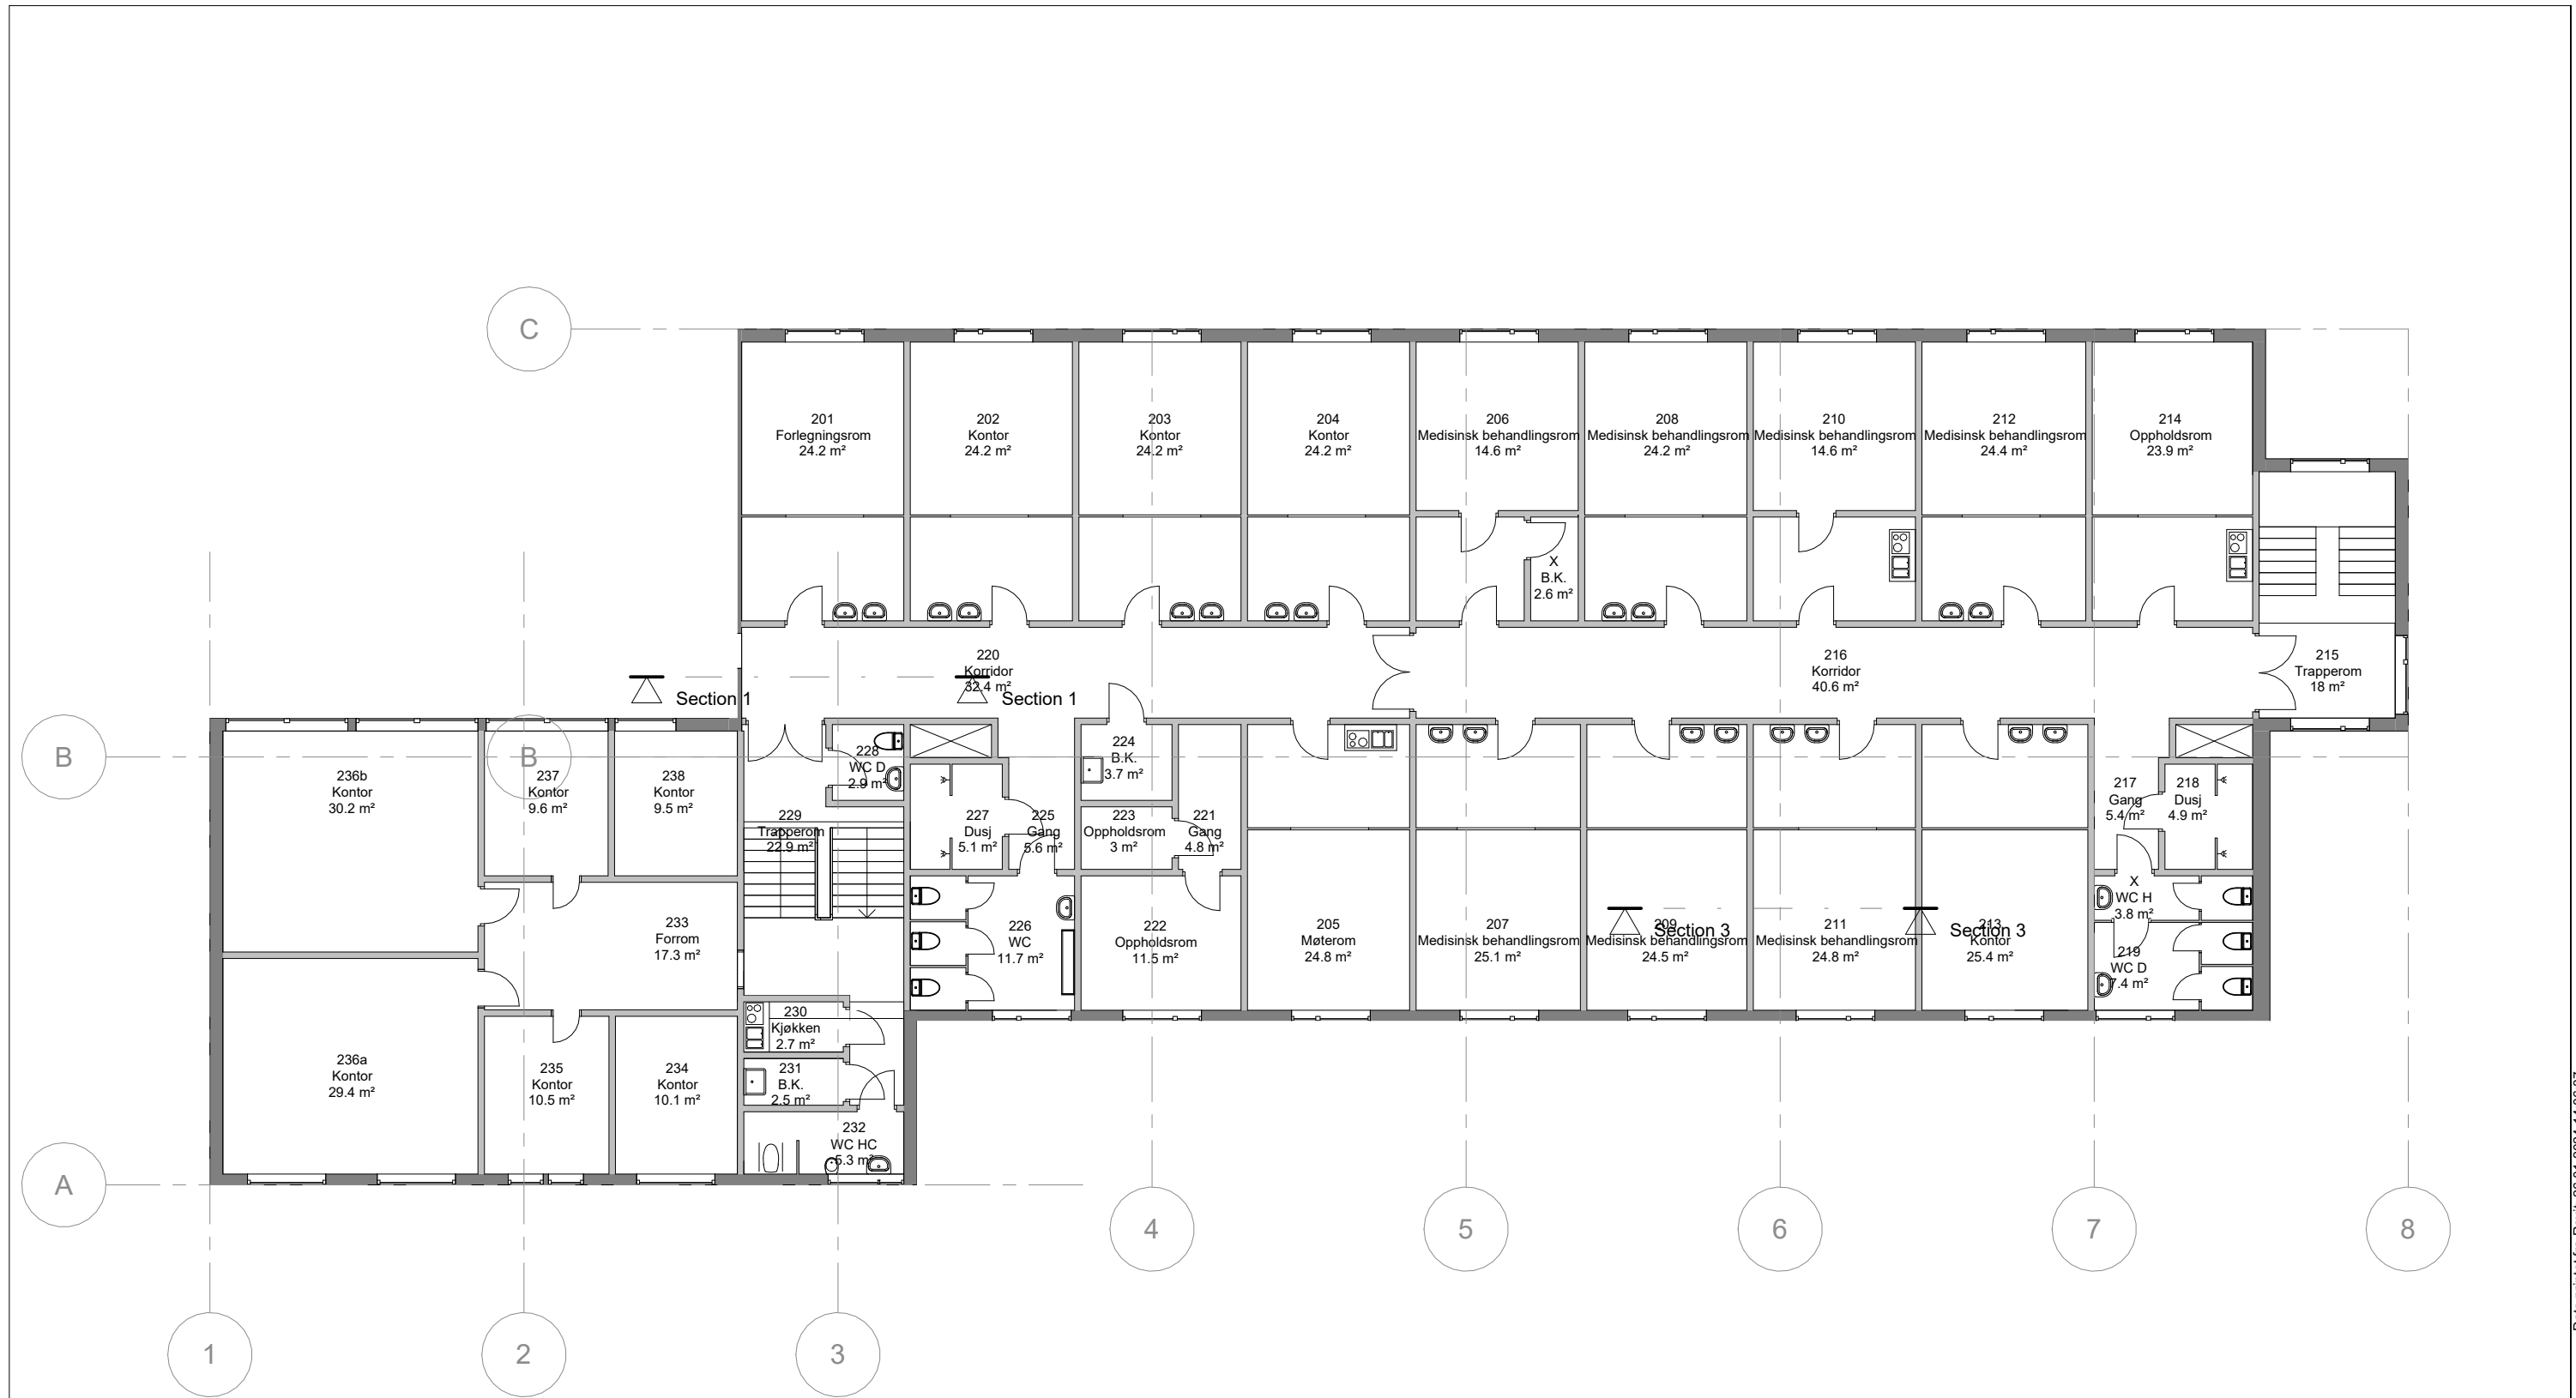 C
201
Forlegningsrom
24.2 m²
202
Kontor
24.2 m²
203
Kontor
24.2 m²
204
Kontor
24.2 m²
206
Medisinsk behandlingsrom
14.6 m²
208
Medisinsk behandlingsrom
24.2 m²
210
Medisinsk behandlingsrom
14.6 m²
212
Medisinsk behandlingsrom
24.4 m²
214
Oppholdsrom
23.9 m²
X
B.K.
2.6 m²
220
Korridor
32.4 m²
216
Korridor
40.6 m²
215
Trapperom
18 m²
Section 1
Section 1
B
B
236b
Kontor
30.2 m²
237
Kontor
9.6 m²
238
Kontor
9.5 m²
228
WC D
2.9 m²
224
B.K.
3.7 m²
229
Trapperom
22.9 m²
227
Dusj
5.1 m²
225
Gang
5.6 m²
223
Oppholdsrom
3 m²
221
Gang
4.8 m²
217
Gang
5.4 m²
218
Dusj
4.9 m²
X
WC H
3.8 m²
233
Forrom
17.3 m²
226
WC
11.7 m²
222
Oppholdsrom
11.5 m²
205
Møterom
24.8 m²
207
Medisinsk behandlingsrom
25.1 m²
209
Medisinsk behandlingsrom
24.5 m²
Section 3
211
Medisinsk behandlingsrom
24.8 m²
213
Kontor
25.4 m²
Section 3
219
WC D
7.4 m²
230
Kjøkken
2.7 m²
236a
Kontor
29.4 m²
235
Kontor
10.5 m²
234
Kontor
10.1 m²
231
B.K.
2.5 m²
232
WC HC
5.3 m²
A
1
2
3
4
5
6
7
8